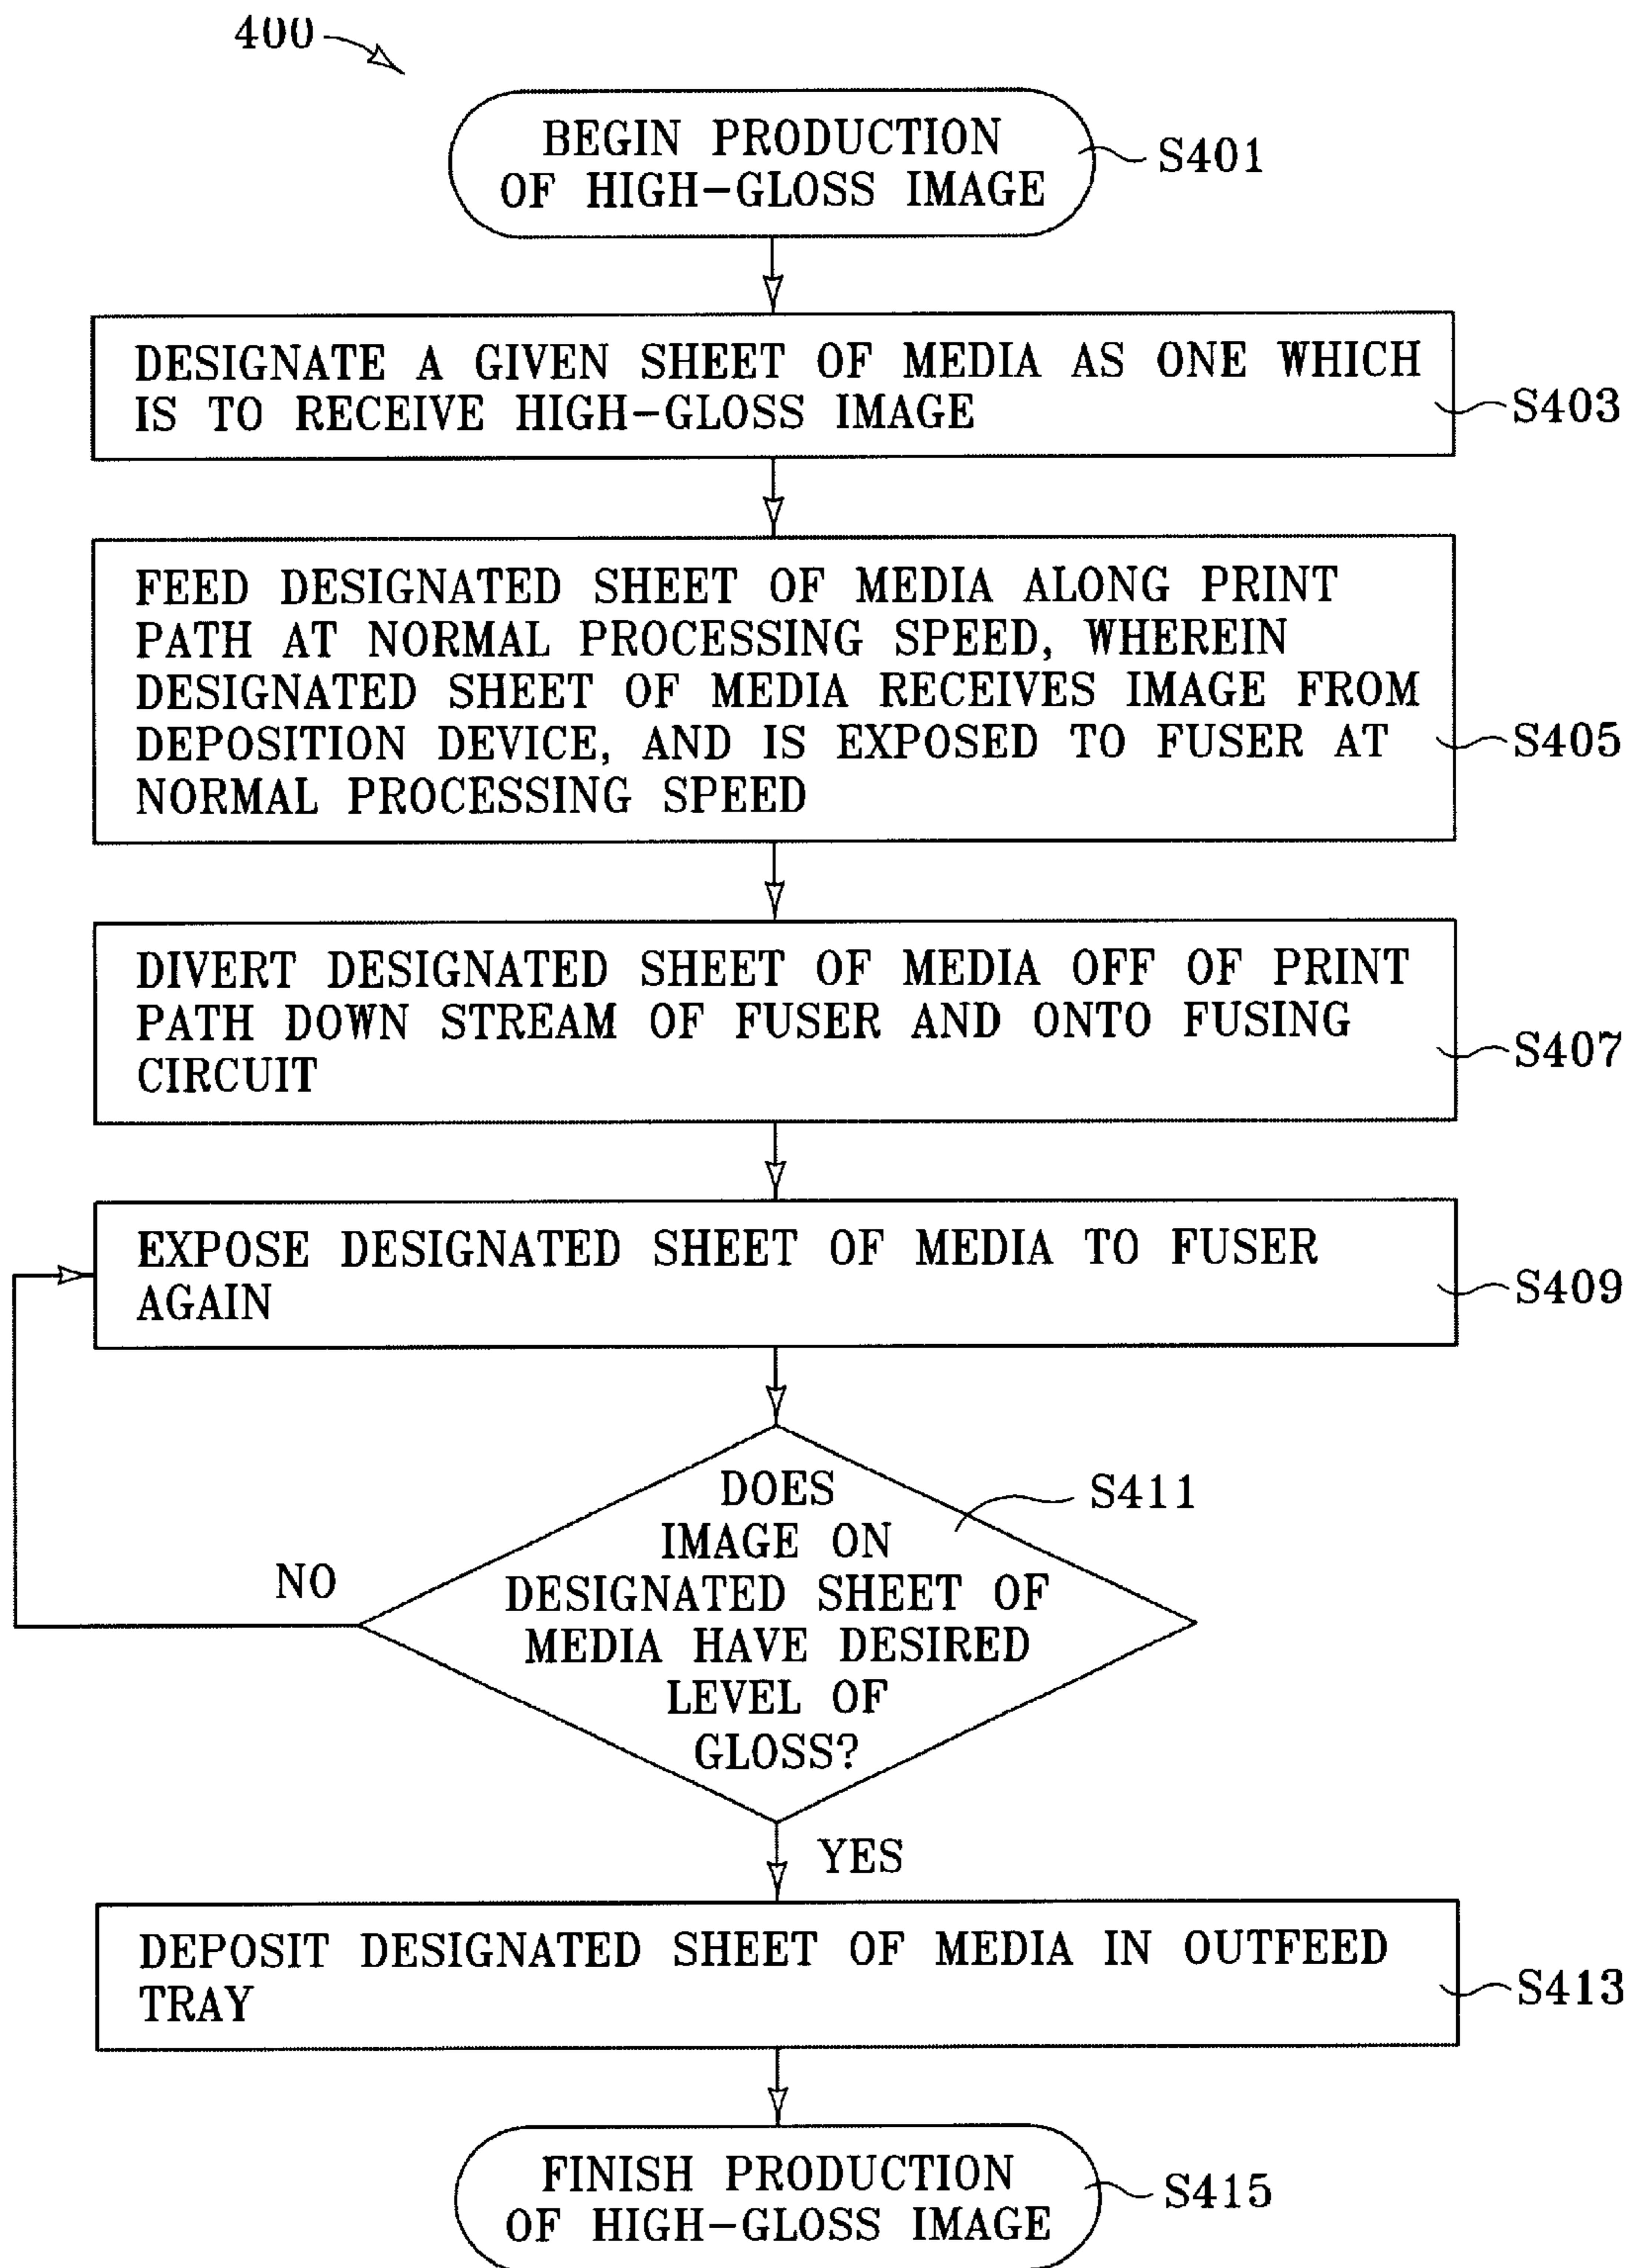 400
BEGIN PRODUCTION
OF HIGH-GLOSS IMAGE
S401
DESIGNATE A GIVEN SHEET OF MEDIA AS ONE WHICH
IS TO RECEIVE HIGH-GLOSS IMAGE
S403
FEED DESIGNATED SHEET OF MEDIA ALONG PRINT
PATH AT NORMAL PROCESSING SPEED, WHEREIN
DESIGNATED SHEET OF MEDIA RECEIVES IMAGE FROM
DEPOSITION DEVICE, AND IS EXPOSED TO FUSER AT
NORMAL PROCESSING SPEED
S405
DIVERT DESIGNATED SHEET OF MEDIA OFF OF PRINT
PATH DOWN STREAM OF FUSER AND ONTO FUSING
CIRCUIT
S407
EXPOSE DESIGNATED SHEET OF MEDIA TO FUSER
AGAIN
S409
DOES
IMAGE ON
DESIGNATED SHEET OF
MEDIA HAVE DESIRED
LEVEL OF
GLOSS?
S411
NO
YES
DEPOSIT DESIGNATED SHEET OF MEDIA IN OUTFEED
TRAY
S413
FINISH PRODUCTION
OF HIGH-GLOSS IMAGE
S415